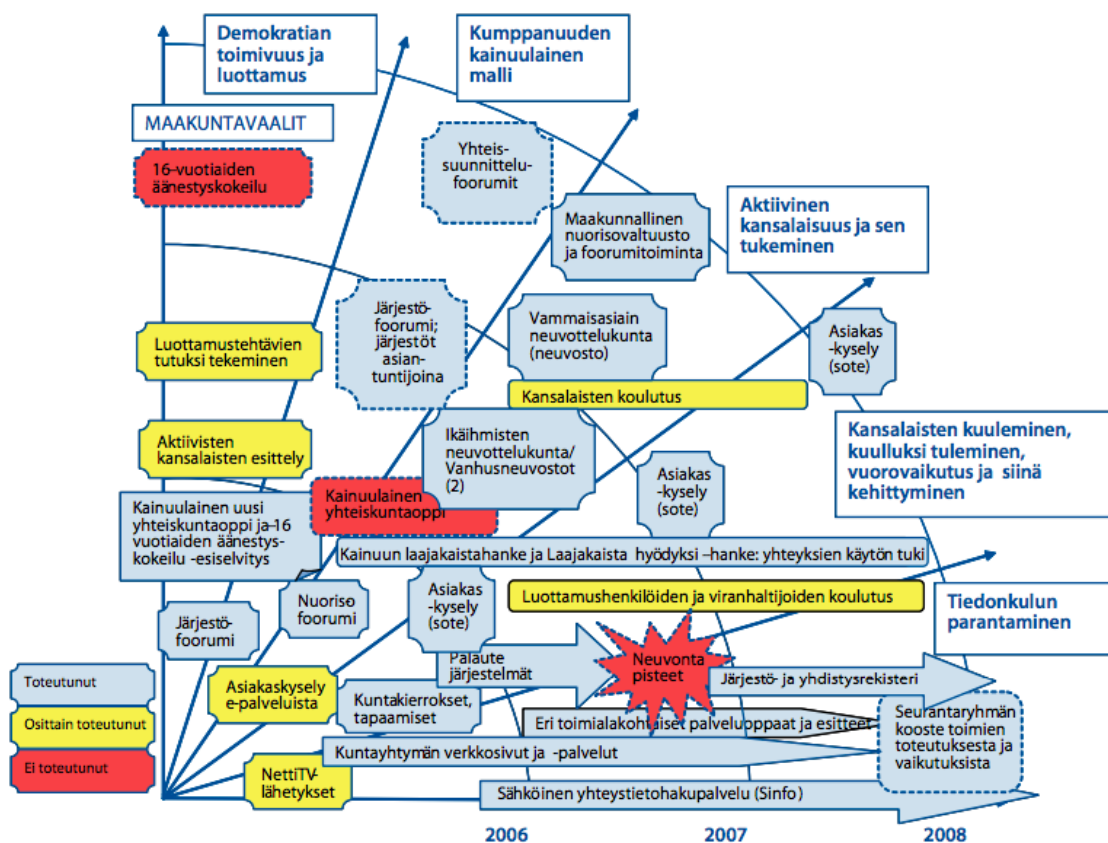 Demokratian
toimivuus ja
luottamus
Kumppanuuden
kainuulainen
malli
MAAKUNTAVAALIT
16-vuotiaiden
äänestyskokeilu
Yhteis-
suunnittelu-
foorumit
Maakunnallinen
nuorisovaltuusto
ja foorumitoiminta
Aktiivinen
kansalaisuus ja sen
tukeminen
Luottamustehtävien
tutuksi tekeminen
Järjestö-
foorumi;
järjestöt
asian-
tuntijoina
Vammaisasiain
neuvottelukunta
(neuvosto)
Asiakas
-kysely
(sote)
Kansalaisten koulutus
Aktiivisten
kansalaisten esittely
Ikäihmisten
neuvottelukunta/
Vanhusneuvostot
(2)
Kansalaisten kuuleminen,
kuulluksi tuleminen,
vuorovaikutus ja siinä
kehittyminen
Asiakas
-kysely
(sote)
Kainuulainen uusi
yhteiskuntaoppi ja-16
vuotiaiden äänestys-
kokeilu -esiselvitys
Kainuulainen
yhteiskuntaoppi
Kainuun laajakaistahanke ja Laajakaista hyödyksi –hanke: yhteyksien käytön tuki
Järjestö-
foorumi
Nuoriso
foorumi
Asiakas
-kysely
(sote)
Luottamushenkilöiden ja viranhaltijoiden koulutus
Tiedonkulun
parantaminen
Toteutunut
Osittain toteutunut
Ei toteutunut
Asiakaskysely
e-palveluista
Palaute
järjestelmät
Neuvonta
pisteet
Järjestö- ja yhdistysrekisteri
Kuntakierrokset,
tapaamiset
Eri toimialakohtaiset palveluoppaat ja esitteet
Seurantaryhmän
kooste toimien
toteutuksesta ja
vaikutuksista
Kuntayhtymän verkkosivut ja -palvelut
NettiTV-
lähetykset
Sähköinen yhteystietohakupalvelu (Sinfo)
2006
2007
2008